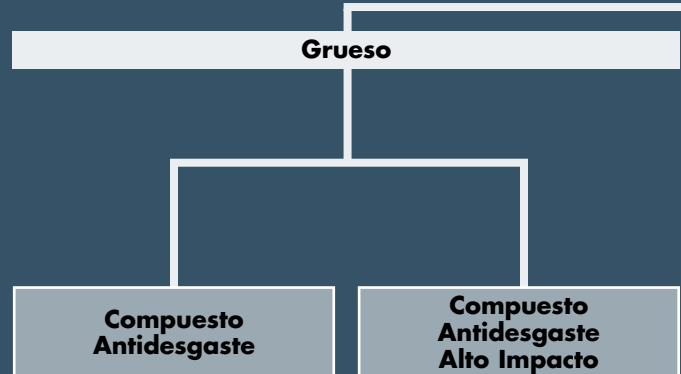 Grueso
Compuesto
Antidesgaste
Compuesto
Antidesgaste
Alto Impacto